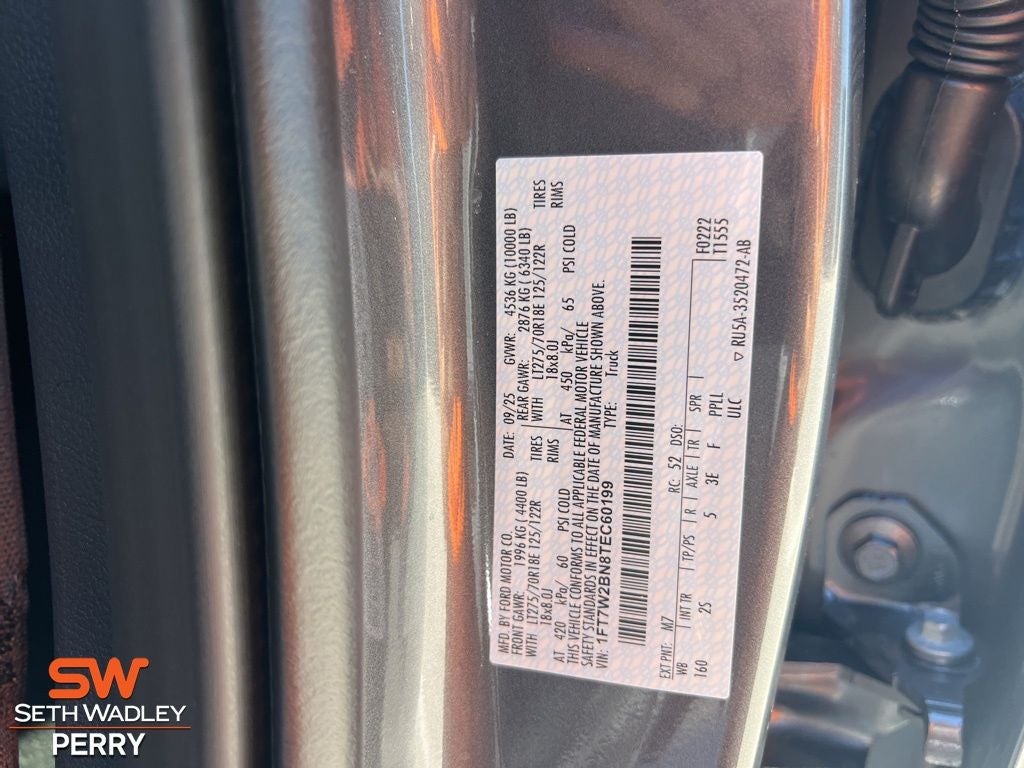 MFD. BY FORD MOTOR CO.
DATE: 09/25 GVWR: 4536 KG (10000 LB)
FRONT GAWR: 1996 KG ( 4400 LB) REAR GAWR: 2876 KG ( 6340 LB)
WITH LT275/70R18E 125/122R TIRES WITH LT275/70R18E 125/122R TIRES
18x8.0J RIMS 18x8.0J RIMS
AT 420 kPa/ 60 PSI COLD AT 450 kPa/ 65 PSI COLD
THIS VEHICLE CONFORMS TO ALL APPLICABLE FEDERAL MOTOR VEHICLE
SAFETY STANDARDS IN EFFECT ON THE DATE OF MANUFACTURE SHOWN ABOVE.
VIN: 1FT7W2BN8TEC60199 TYPE: Truck
EXT PNT: M7 RC: 52 DSO:
WB | INT TR | TP/PS | R | AXLE | TR | SPR | F0222
160 2S 5 3E F PPLL T1555
ULC
▽ RU5A-3520472-AB
SW
SETH WADLEY
PERRY